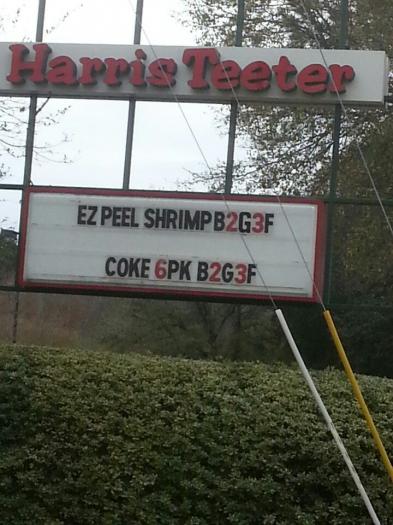 Harris Teeter
EZ PEEL SHRIMP B2G3F
COKE 6PK B2G3F